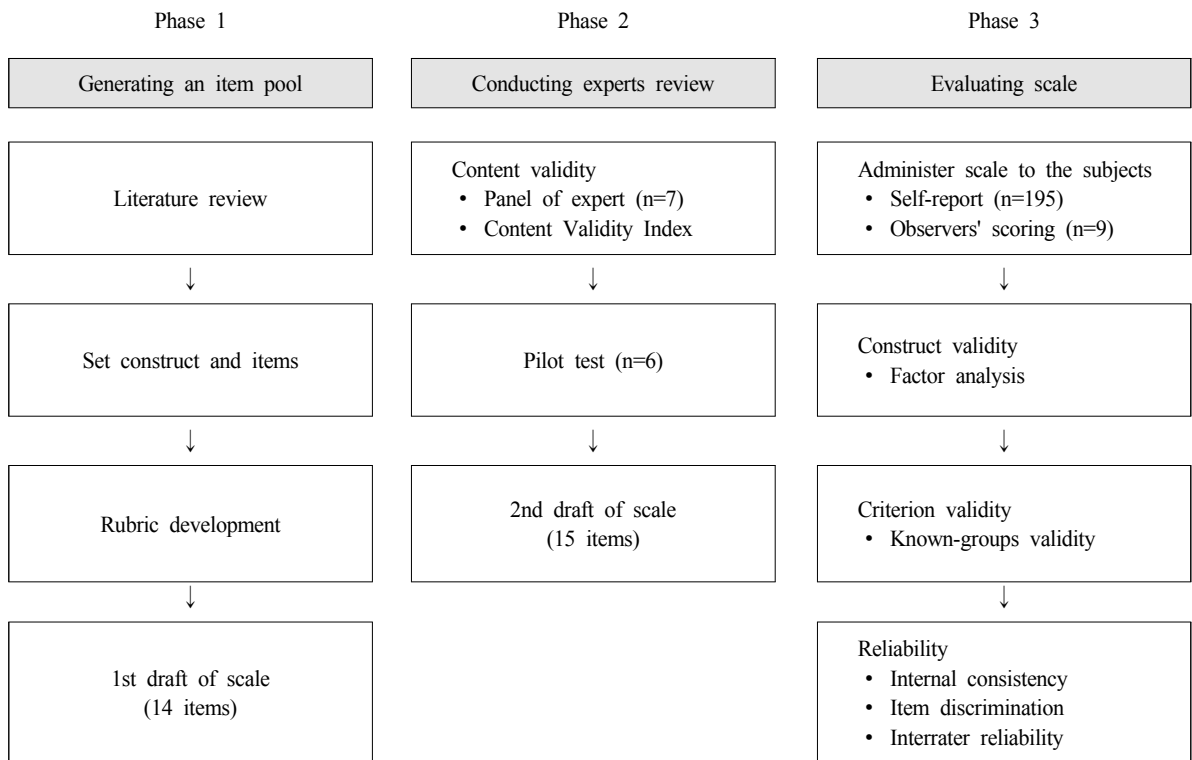 Phase 1
Generating an item pool
Literature review
↓
Set construct and items
↓
Rubric development
↓
1st draft of scale
(14 items)
Phase 2
Conducting experts review
Content validity
• Panel of expert (n=7)
• Content Validity Index
↓
Pilot test (n=6)
↓
2nd draft of scale
(15 items)
Phase 3
Evaluating scale
Administer scale to the subjects
• Self-report (n=195)
• Observers' scoring (n=9)
↓
Construct validity
• Factor analysis
↓
Criterion validity
• Known-groups validity
↓
Reliability
• Internal consistency
• Item discrimination
• Interrater reliability